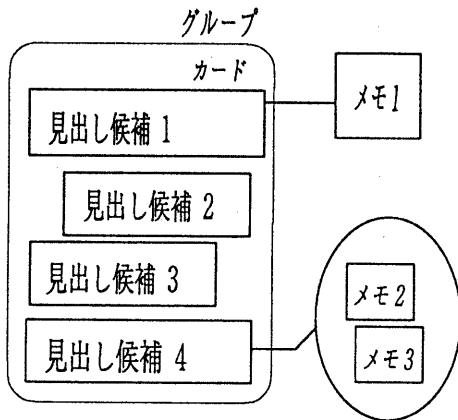 グループ
カード
見出し候補 1
メモ1
見出し候補 2
見出し候補 3
メモ2
見出し候補 4
メモ3